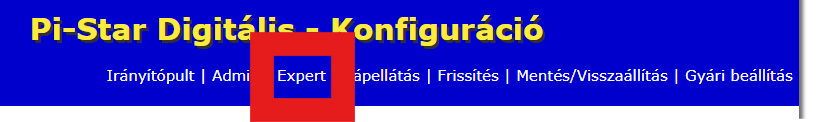 Pi-Star Digitális - Konfiguráció
Irányítópult | Admi Expert ápellátás | Frissítés | Mentés/Visszaállítás | Gyári beállítás